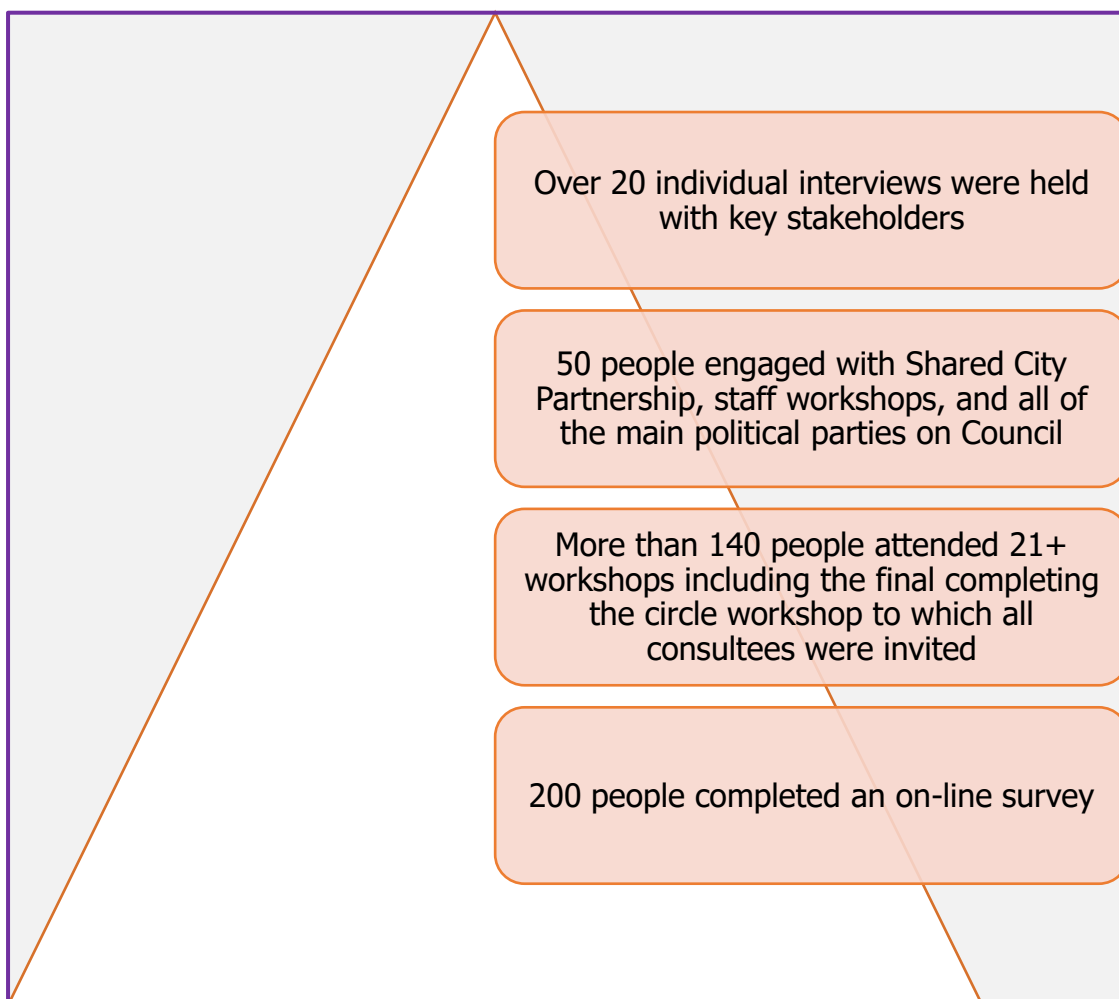 Over 20 individual interviews were held
with key stakeholders
50 people engaged with Shared City
Partnership, staff workshops, and all of
the main political parties on Council
More than 140 people attended 21+
workshops including the final completing
the circle workshop to which all
consultees were invited
200 people completed an on-line survey